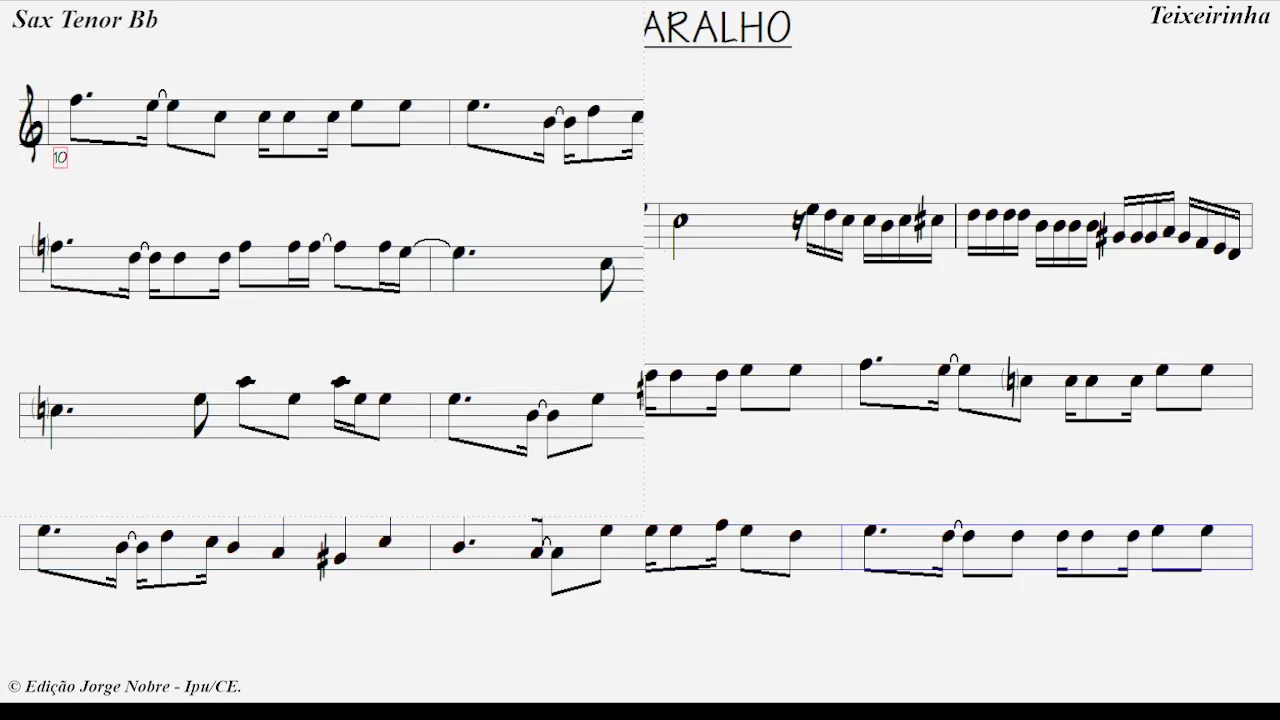 Sax Tenor Bb
ARALHO
Teixeirinha
10
© Edição Jorge Nobre - Ipu/CE.